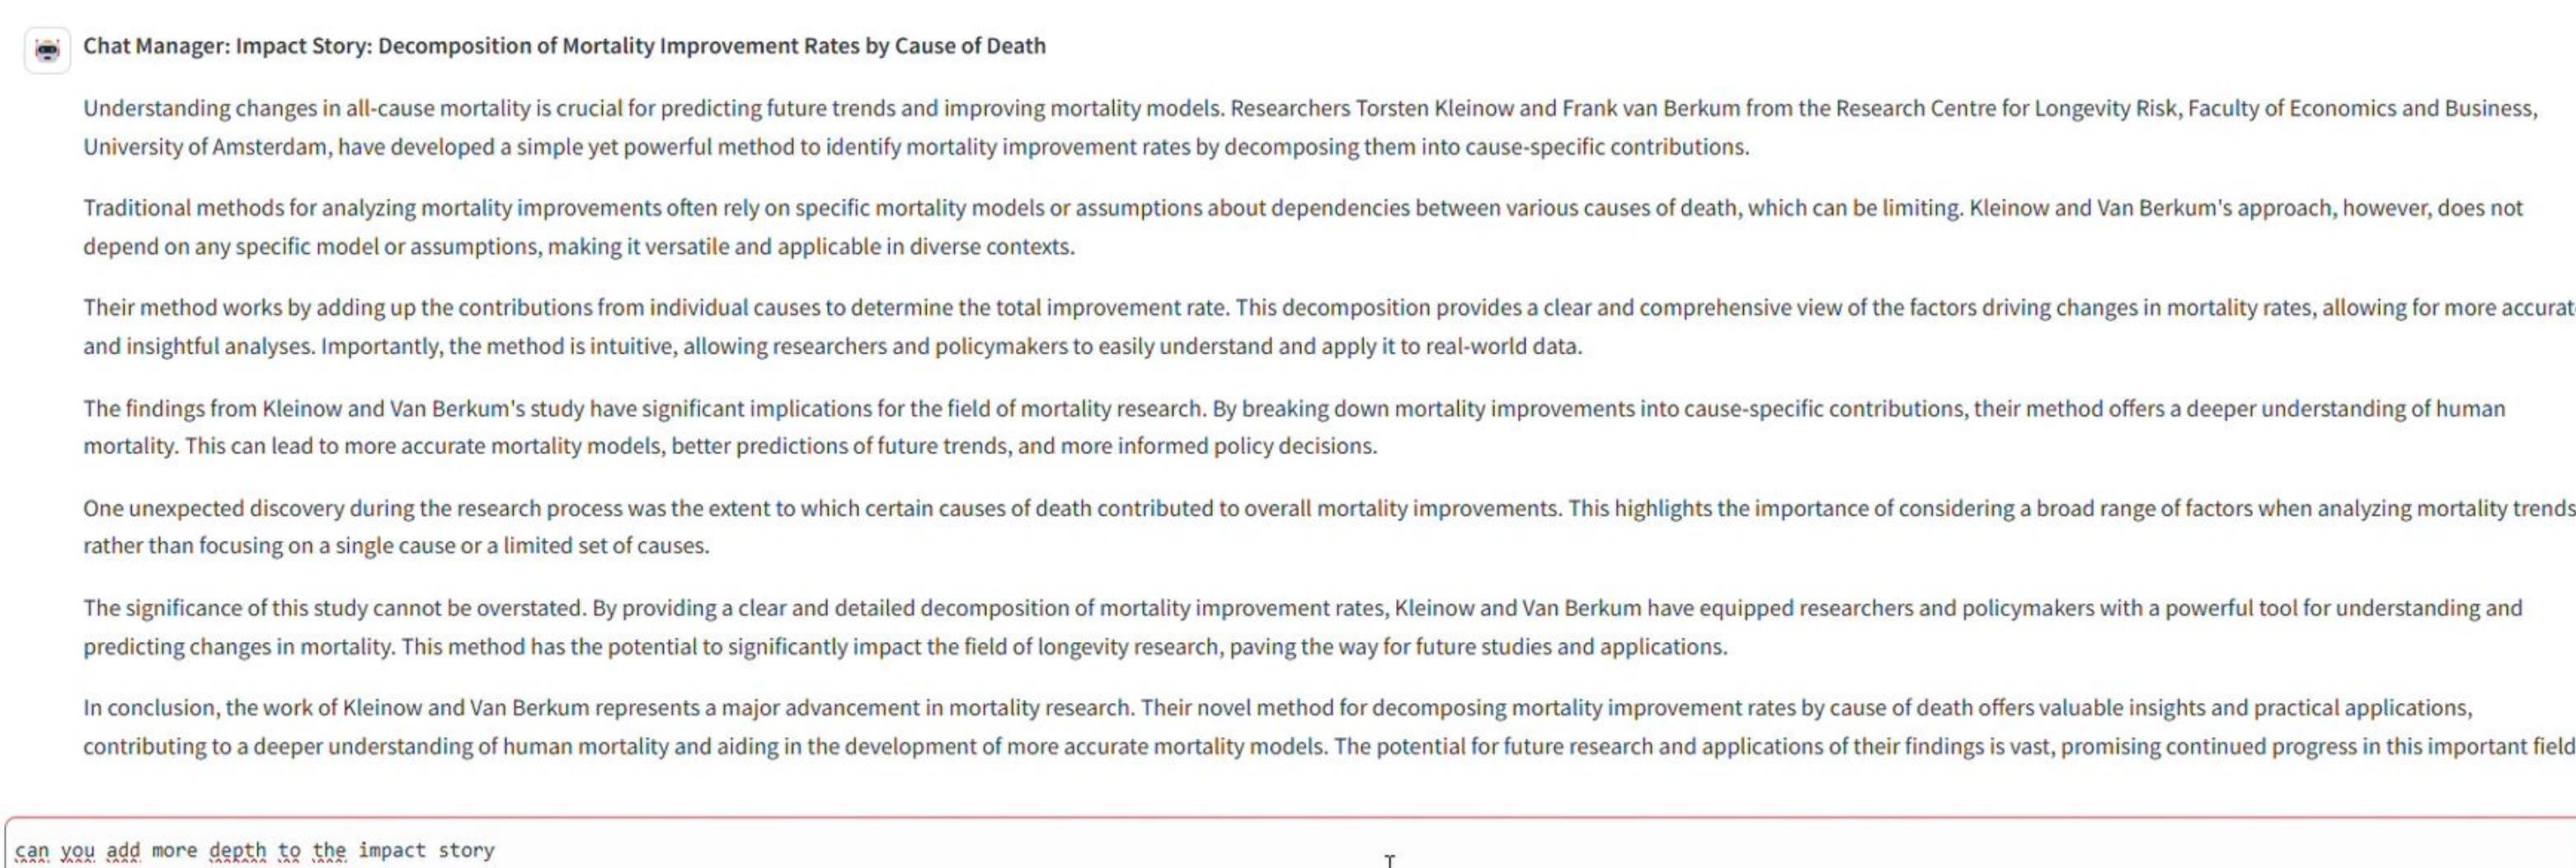 Chat Manager: Impact Story: Decomposition of Mortality Improvement Rates by Cause of Death
Understanding changes in all-cause mortality is crucial for predicting future trends and improving mortality models. Researchers Torsten Kleinow and Frank van Berkum from the Research Centre for Longevity Risk, Faculty of Economics and Business,
University of Amsterdam, have developed a simple yet powerful method to identify mortality improvement rates by decomposing them into cause-specific contributions.
Traditional methods for analyzing mortality improvements often rely on specific mortality models or assumptions about dependencies between various causes of death, which can be limiting. Kleinow and Van Berkum's approach, however, does not
depend on any specific model or assumptions, making it versatile and applicable in diverse contexts.
Their method works by adding up the contributions from individual causes to determine the total improvement rate. This decomposition provides a clear and comprehensive view of the factors driving changes in mortality rates, allowing for more accurat
and insightful analyses. Importantly, the method is intuitive, allowing researchers and policymakers to easily understand and apply it to real-world data.
The findings from Kleinow and Van Berkum's study have significant implications for the field of mortality research. By breaking down mortality improvements into cause-specific contributions, their method offers a deeper understanding of human
mortality. This can lead to more accurate mortality models, better predictions of future trends, and more informed policy decisions.
One unexpected discovery during the research process was the extent to which certain causes of death contributed to overall mortality improvements. This highlights the importance of considering a broad range of factors when analyzing mortality trends
rather than focusing on a single cause or a limited set of causes.
The significance of this study cannot be overstated. By providing a clear and detailed decomposition of mortality improvement rates, Kleinow and Van Berkum have equipped researchers and policymakers with a powerful tool for understanding and
predicting changes in mortality. This method has the potential to significantly impact the field of longevity research, paving the way for future studies and applications.
In conclusion, the work of Kleinow and Van Berkum represents a major advancement in mortality research. Their novel method for decomposing mortality improvement rates by cause of death offers valuable insights and practical applications,
contributing to a deeper understanding of human mortality and aiding in the development of more accurate mortality models. The potential for future research and applications of their findings is vast, promising continued progress in this important field
can you add more depth to the impact story